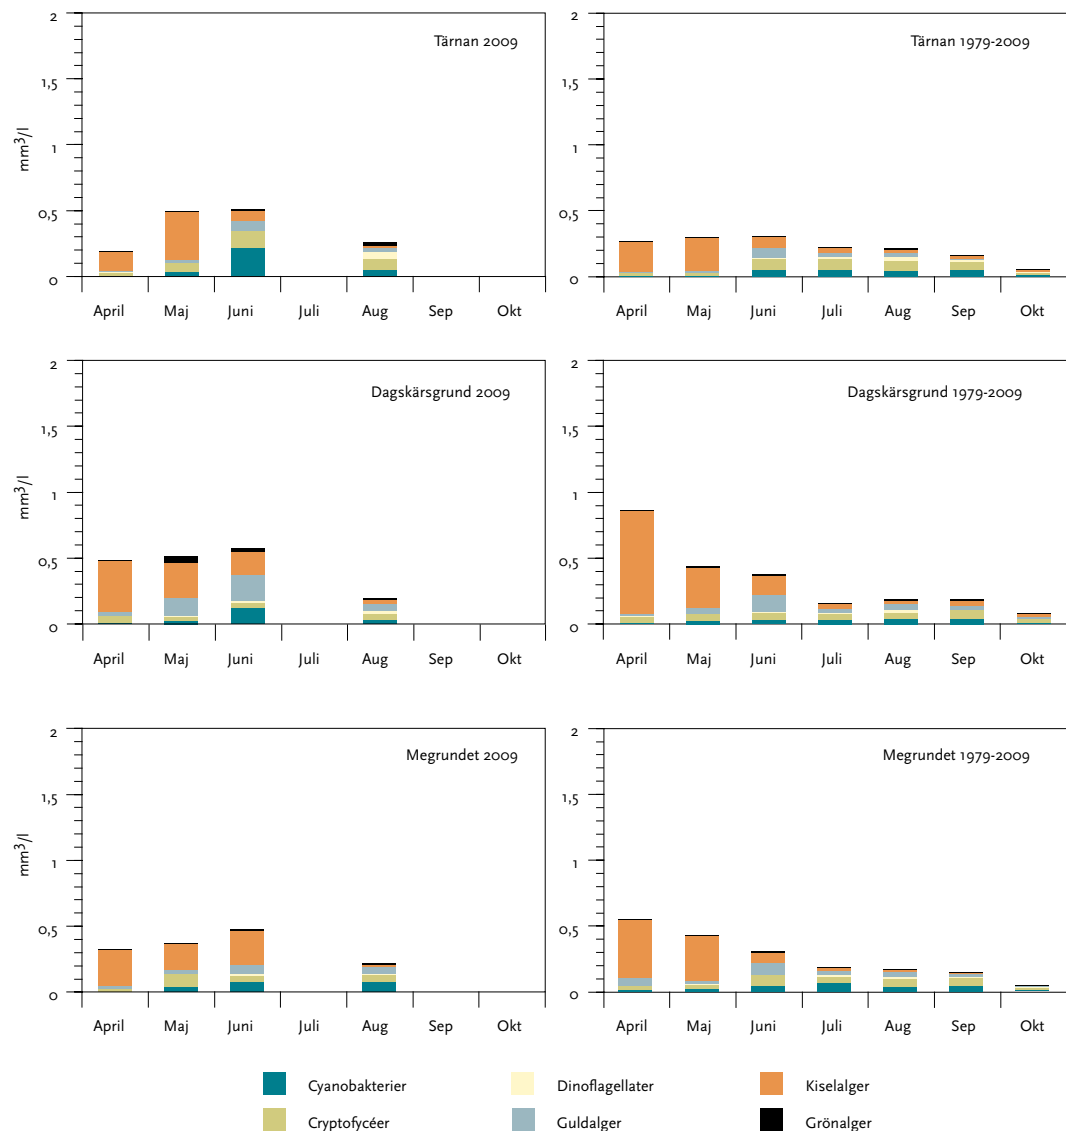 Tärnan 2009
2
1,5
1
0,5
0
mm³/l
April Maj Juni Juli Aug Sep Okt
Tärnan 1979-2009
2
1,5
1
0,5
0
April Maj Juni Juli Aug Sep Okt
Dagskärsgrund 2009
2
1,5
1
0,5
0
mm³/l
April Maj Juni Juli Aug Sep Okt
Dagskärsgrund 1979-2009
2
1,5
1
0,5
0
April Maj Juni Juli Aug Sep Okt
Megrundet 2009
2
1,5
1
0,5
0
mm³/l
April Maj Juni Juli Aug Sep Okt
Megrundet 1979-2009
2
1,5
1
0,5
0
April Maj Juni Juli Aug Sep Okt
Cyanobakterier Dinoflagellater Kiselalger
Cryptofycéer Guldalger Grönalger